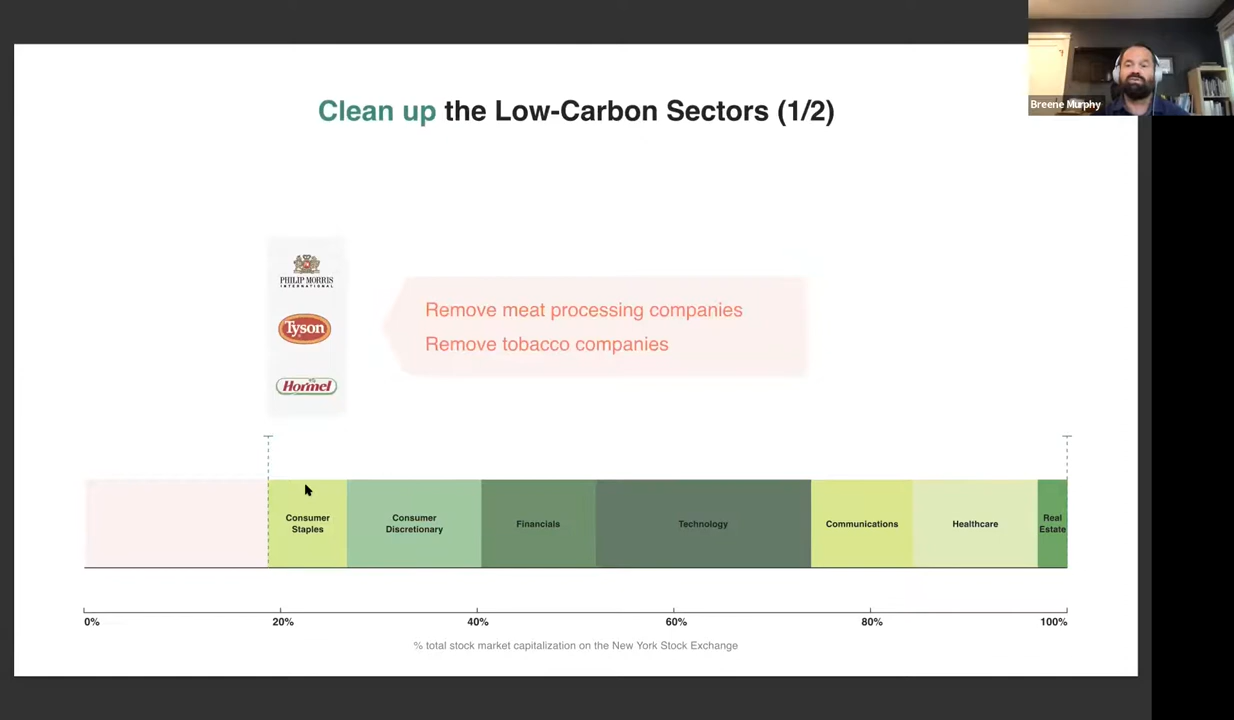 Clean up the Low-Carbon Sectors (1/2)
Breene Murphy
PHILIP MORRIS
INTERNATIONAL
Tyson
Hormel
Remove meat processing companies
Remove tobacco companies
Consumer
Staples
Consumer
Discretionary
Financials
Technology
Communications
Healthcare
Real
Estate
0%
20%
40%
60%
80%
100%
% total stock market capitalization on the New York Stock Exchange